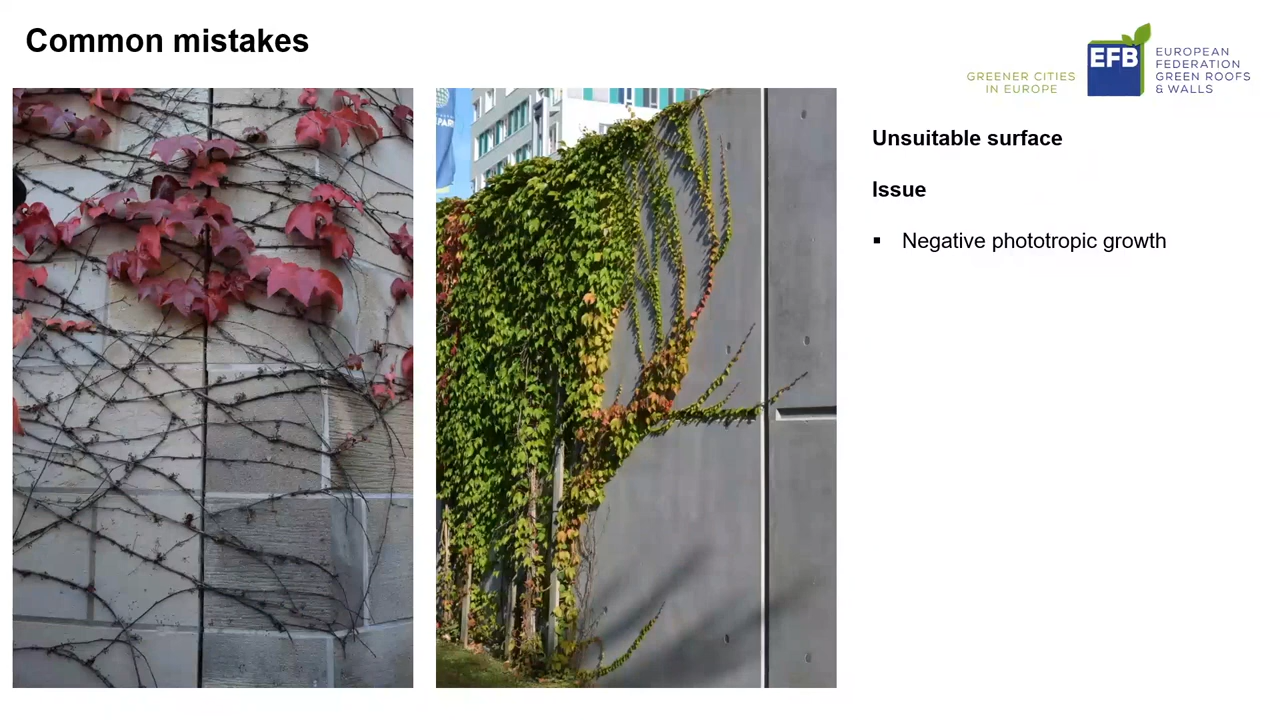 Common mistakes
GREENER CITIES
IN EUROPE
EFB
EUROPEAN
FEDERATION
GREEN ROOFS
& WALLS
Unsuitable surface
Issue
▪ Negative phototropic growth